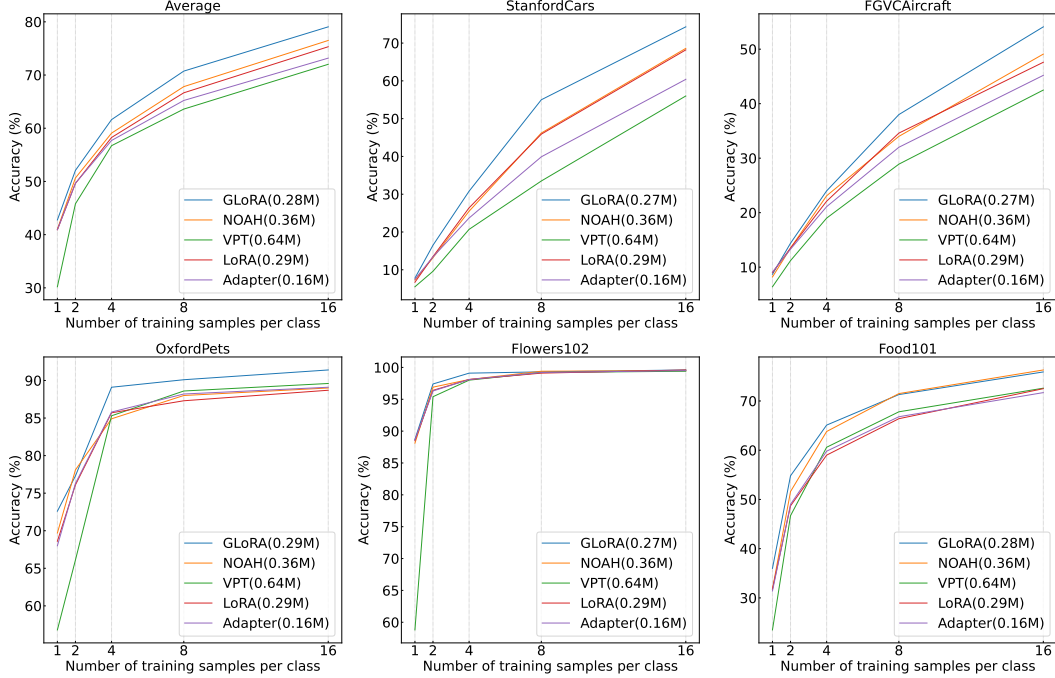 Average
Accuracy (%)
80
70
60
50
40
30
GLoRA(0.28M)
NOAH(0.36M)
VPT(0.64M)
LoRA(0.29M)
Adapter(0.16M)
1 2 4 8 16
Number of training samples per class
StanfordCars
Accuracy (%)
70
60
50
40
30
20
10
GLoRA(0.27M)
NOAH(0.36M)
VPT(0.64M)
LoRA(0.29M)
Adapter(0.16M)
1 2 4 8 16
Number of training samples per class
FGVCAircraft
Accuracy (%)
50
40
30
20
10
GLoRA(0.27M)
NOAH(0.36M)
VPT(0.64M)
LoRA(0.29M)
Adapter(0.16M)
1 2 4 8 16
Number of training samples per class
OxfordPets
Accuracy (%)
90
85
80
75
70
65
60
GLoRA(0.29M)
NOAH(0.36M)
VPT(0.64M)
LoRA(0.29M)
Adapter(0.16M)
1 2 4 8 16
Number of training samples per class
Flowers102
Accuracy (%)
100
95
90
85
80
75
70
65
60
GLoRA(0.27M)
NOAH(0.36M)
VPT(0.64M)
LoRA(0.29M)
Adapter(0.16M)
1 2 4 8 16
Number of training samples per class
Food101
Accuracy (%)
70
60
50
40
30
GLoRA(0.28M)
NOAH(0.36M)
VPT(0.64M)
LoRA(0.29M)
Adapter(0.16M)
1 2 4 8 16
Number of training samples per class